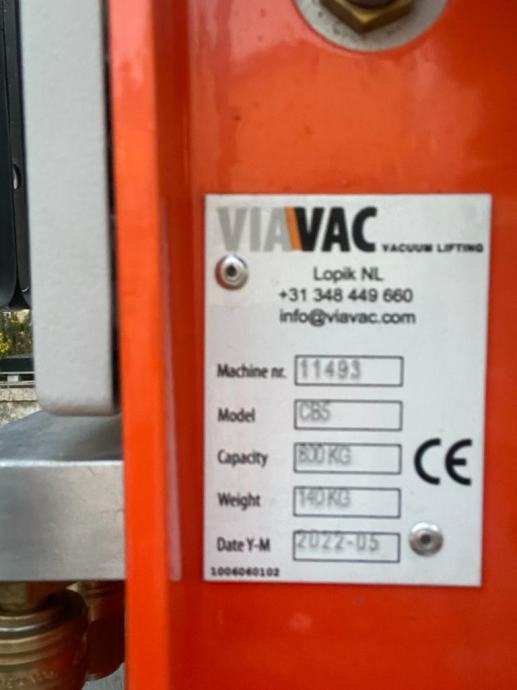 VIAVAC VACUUM LIFTING
Lopik NL
+31 348 449 660
info@viavac.com
Machine nr. 11493
Model CB5
Capacity 800 KG
Weight 140 KG
Date Y-M 2022-05
CE
1006060102